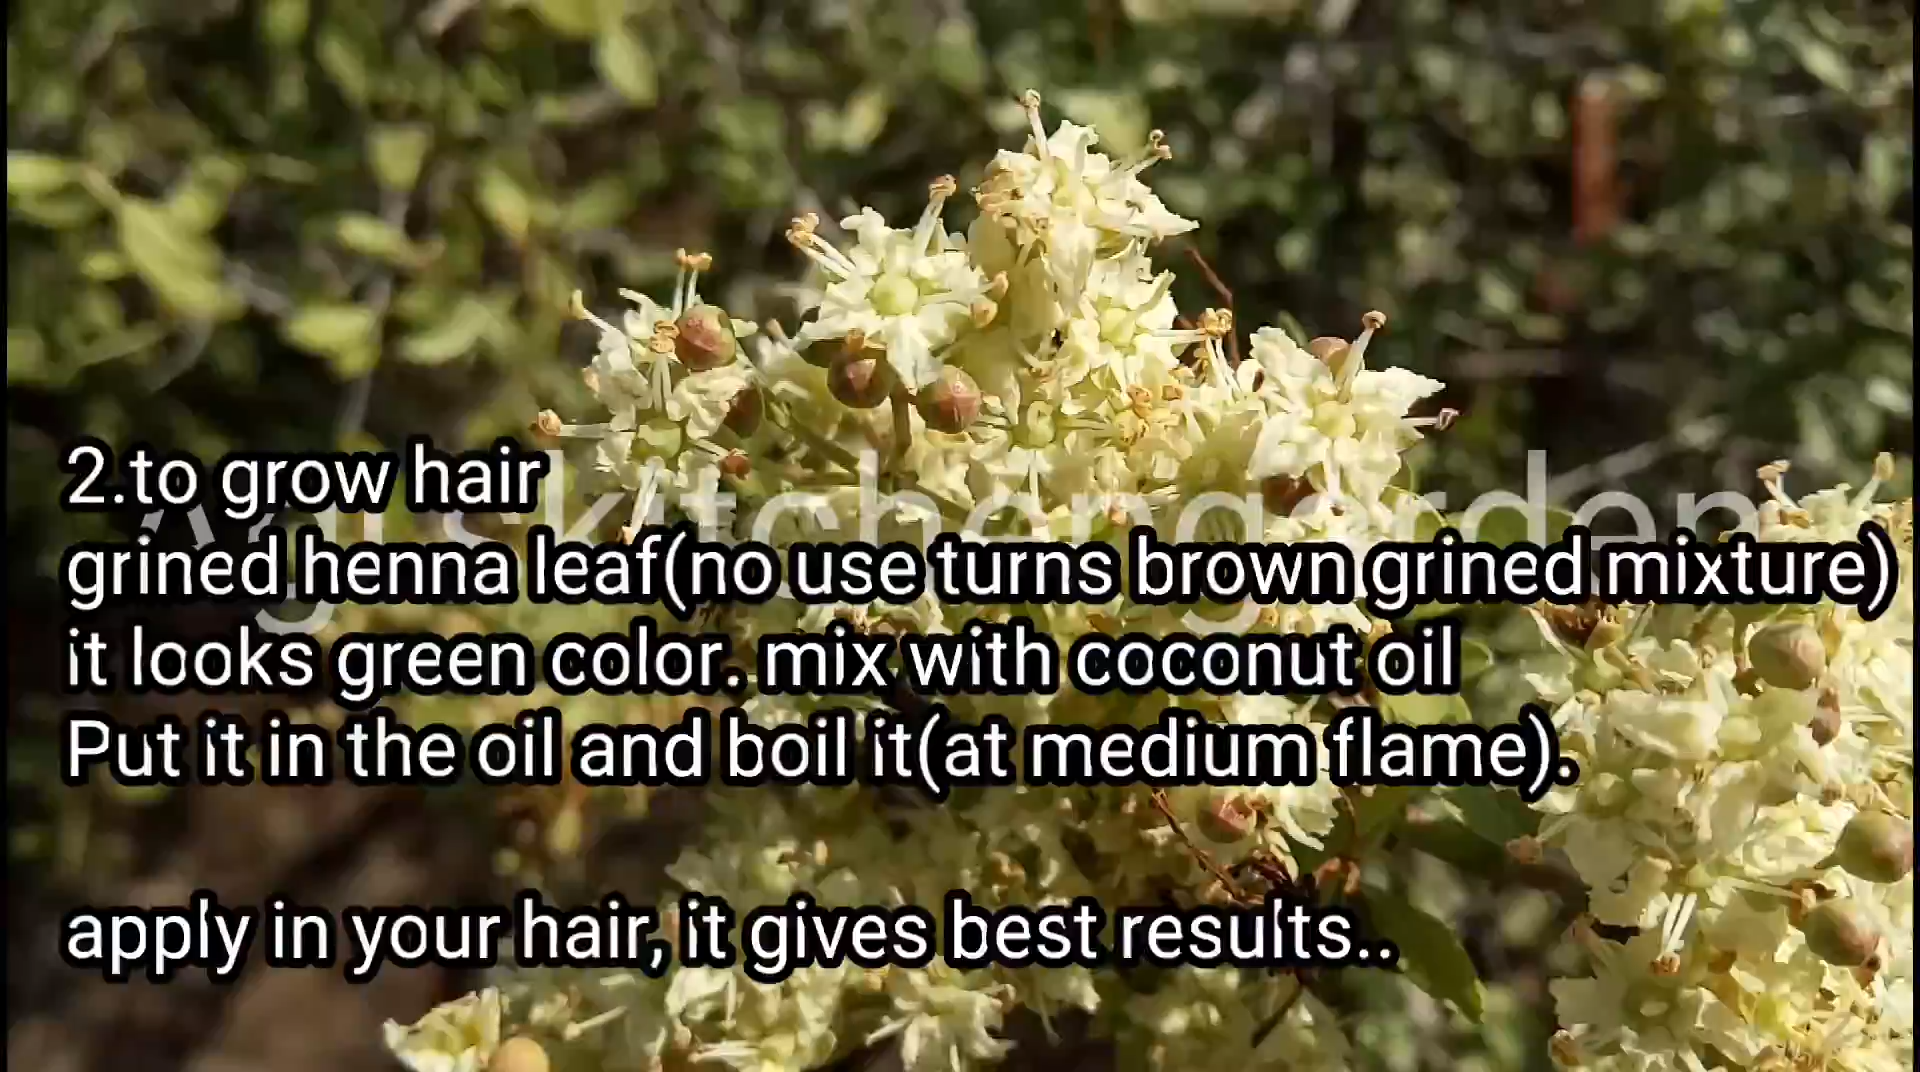 2.to grow hair
Aguskitchengarden
grined henna leaf(no use turns brown grined mixture)
it looks green color. mix with coconut oil
Put it in the oil and boil it(at medium flame).
apply in your hair, it gives best results..